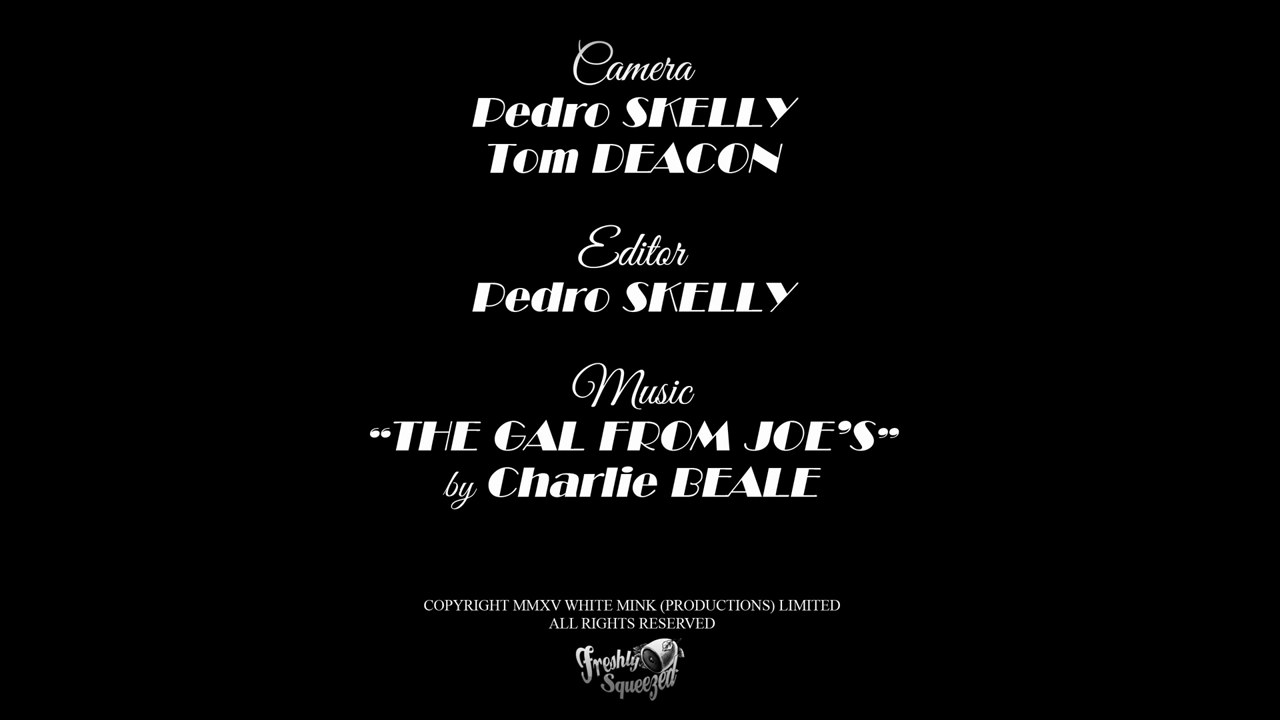 Camera
Pedro SKELLY
Tom DEACON
Editor
Pedro SKELLY
Music
“THE GAL FROM JOE’S”
by Charlie BEALE
COPYRIGHT MMXV WHITE MINK (PRODUCTIONS) LIMITED
ALL RIGHTS RESERVED
Freshly
Squeezed